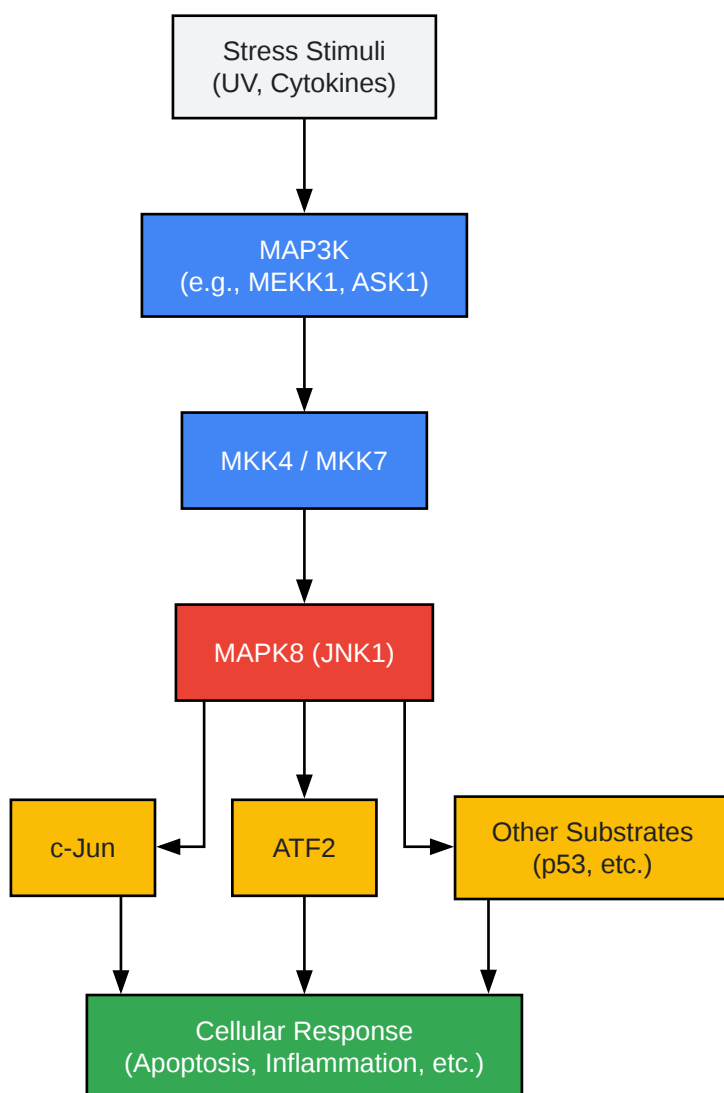 Stress Stimuli
(UV, Cytokines)
MAP3K
(e.g., MEKK1, ASK1)
MKK4 / MKK7
MAPK8 (JNK1)
c-Jun
ATF2
Other Substrates
(p53, etc.)
Cellular Response
(Apoptosis, Inflammation, etc.)